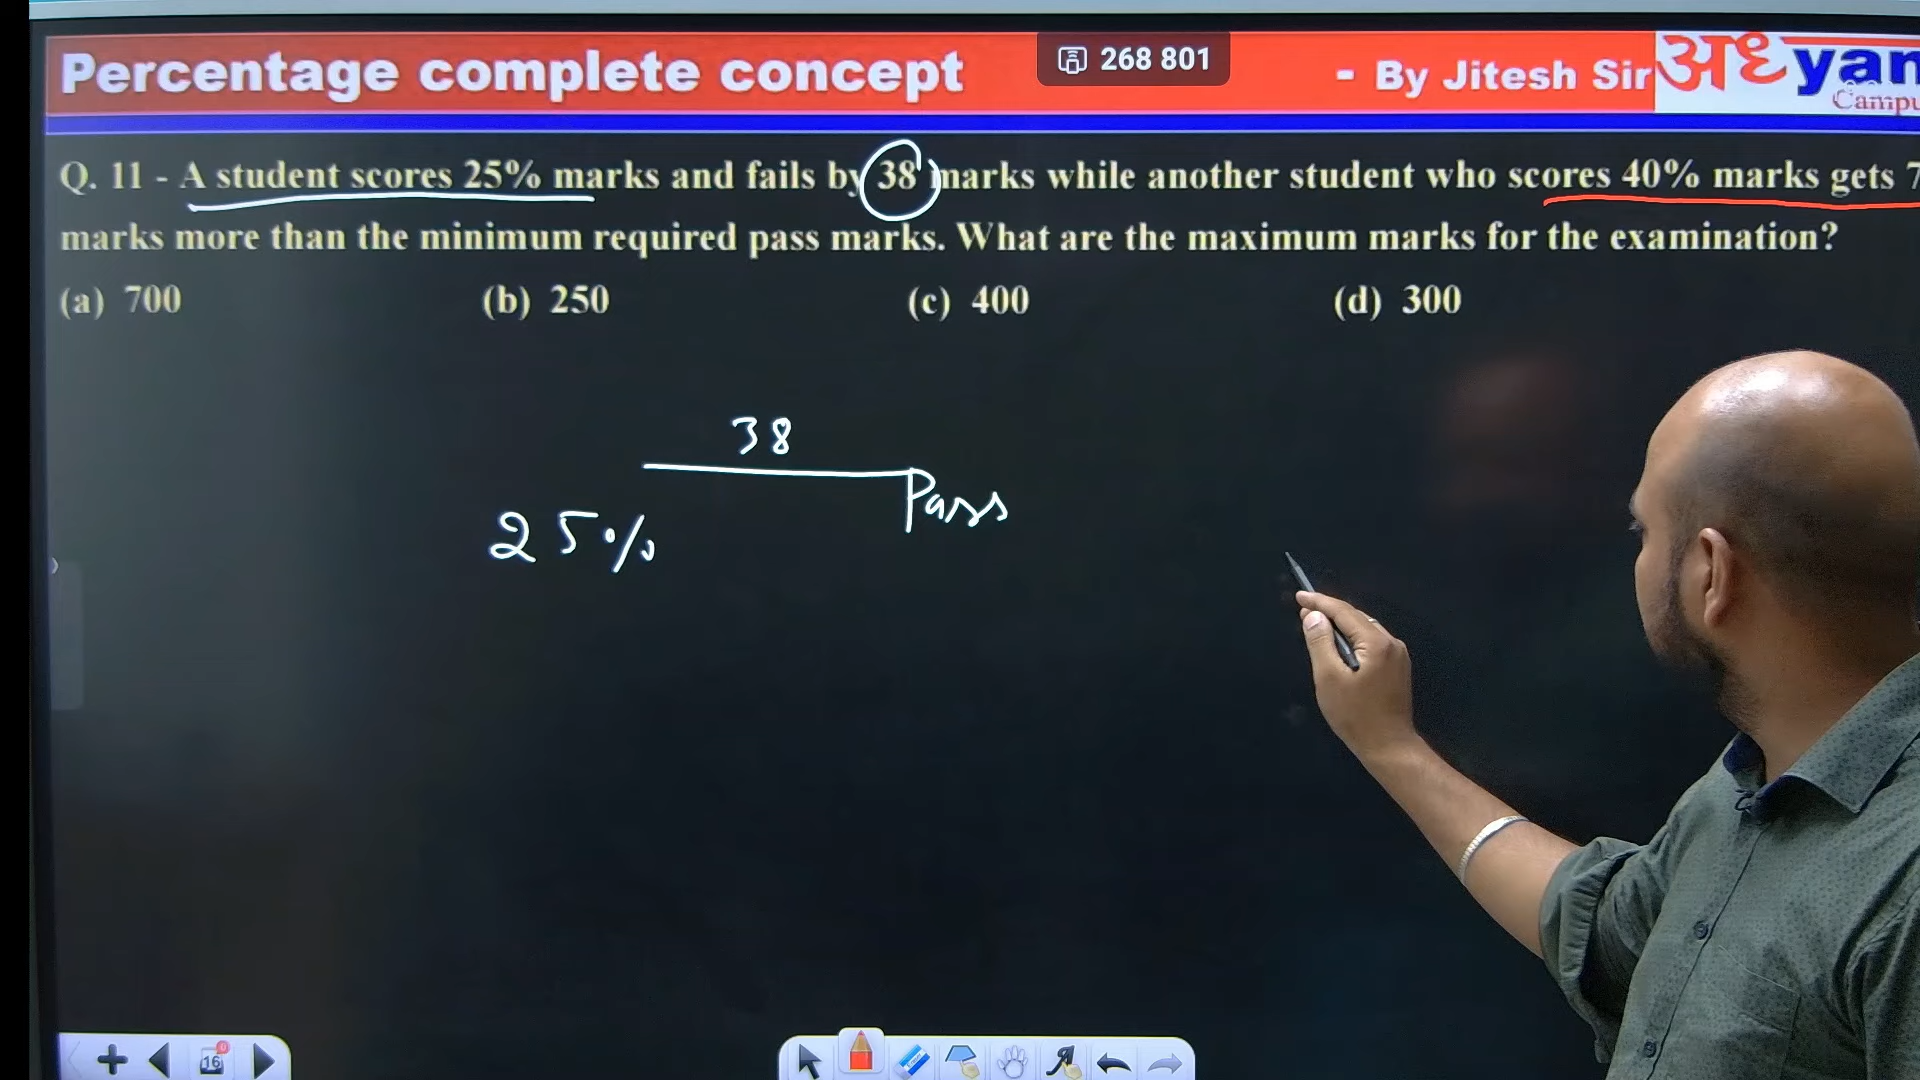 Percentage complete concept
268 801
- By Jitesh Sir
अध्yan
Campu
Q. 11 - A student scores 25% marks and fails by 38 marks while another student who scores 40% marks gets 7
marks more than the minimum required pass marks. What are the maximum marks for the examination?
(a) 700 (b) 250 (c) 400 (d) 300
38
Pass
25%
16